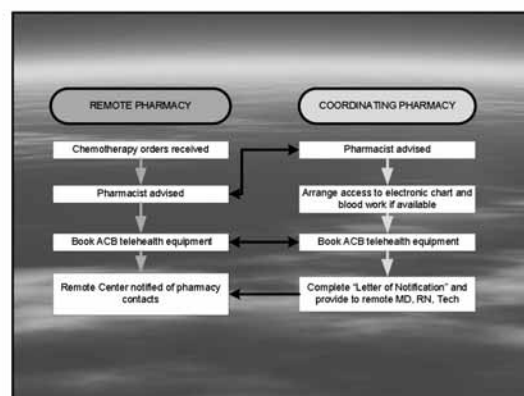 REMOTE PHARMACY
Chemotherapy orders received
Pharmacist advised
Book ACB telehealth equipment
Remote Center notified of pharmacy
contacts
COORDINATING PHARMACY
Pharmacist advised
Arrange access to electronic chart and
blood work if available
Book ACB telehealth equipment
Complete "Letter of Notification" and
provide to remote MD, RN, Tech